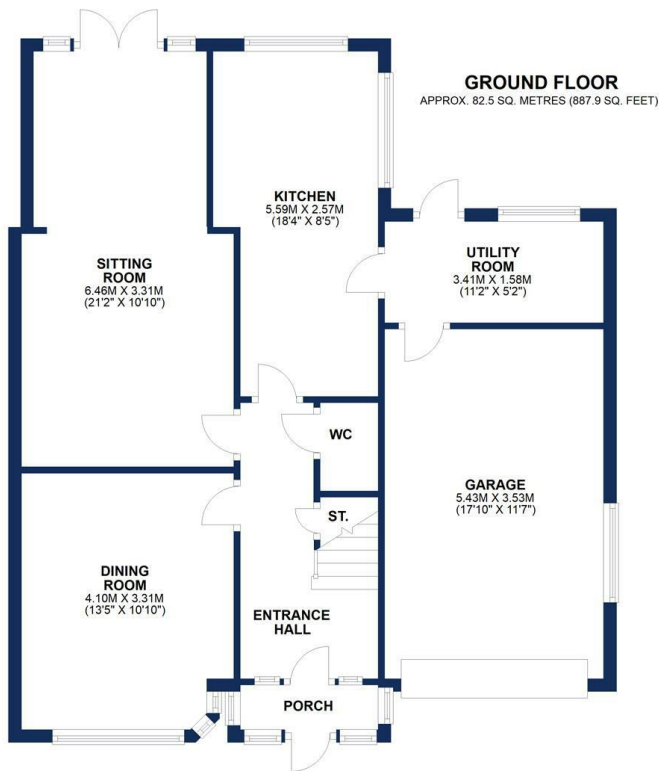 GROUND FLOOR
APPROX. 82.5 SQ. METRES (887.9 SQ. FEET)
KITCHEN
5.59M X 2.57M
(18'4" X 8'5")
SITTING
ROOM
6.46M X 3.31M
(21'2" X 10'10")
UTILITY
ROOM
3.41M X 1.58M
(11'2" X 5'2")
WC
GARAGE
5.43M X 3.53M
(17'10" X 11'7")
ST.
DINING
ROOM
4.10M X 3.31M
(13'5" X 10'10")
ENTRANCE
HALL
PORCH